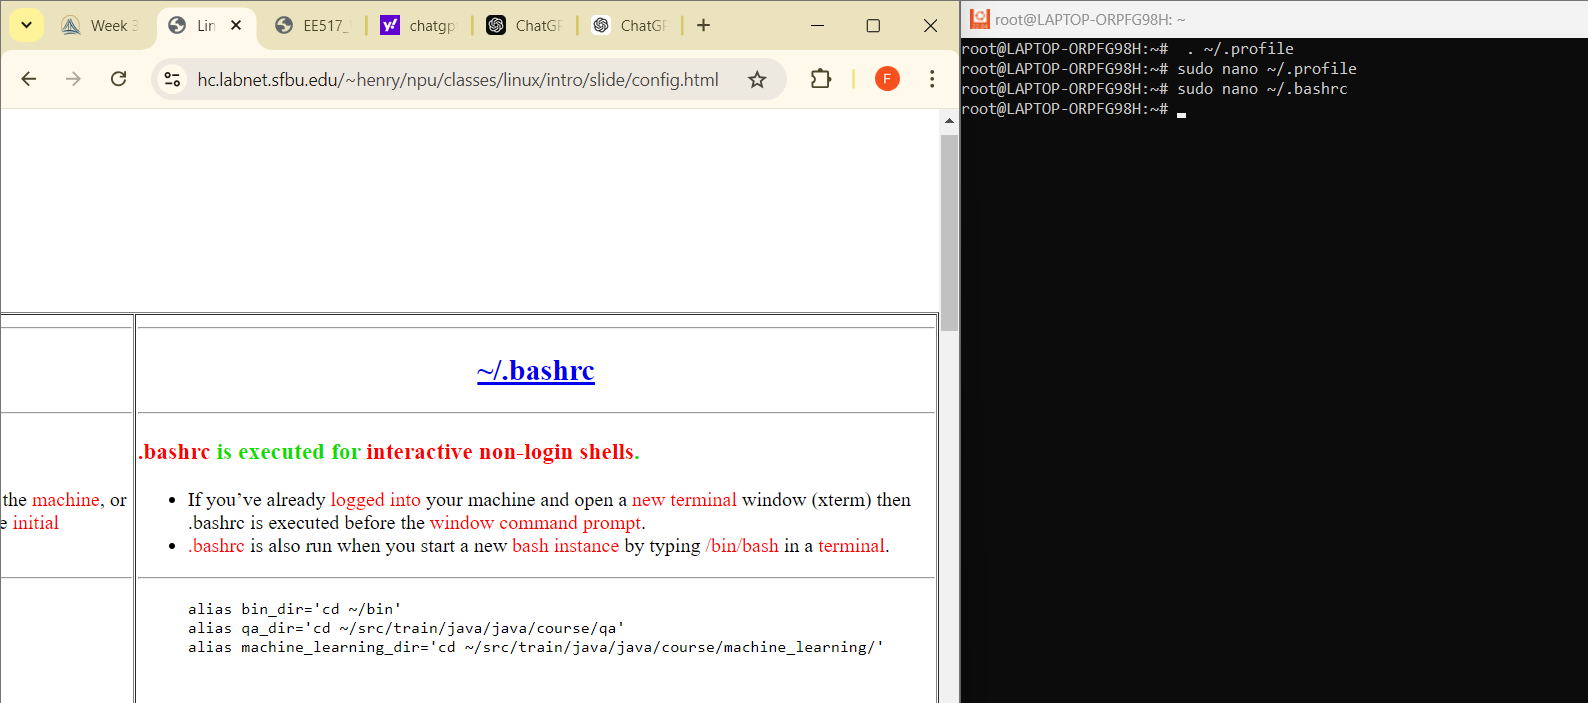 Week 3
Lin
EE517_
chatgp
ChatGP
ChatGP
hc.labnet.sfbu.edu/~henry/npu/classes/linux/intro/slide/config.html
F
~/.bashrc
.bashrc is executed for interactive non-login shells.
the machine, or
e initial
If you’ve already logged into your machine and open a new terminal window (xterm) then
.bashrc is executed before the window command prompt.
.bashrc is also run when you start a new bash instance by typing /bin/bash in a terminal.
alias bin_dir='cd ~/bin'
alias qa_dir='cd ~/src/train/java/java/course/qa'
alias machine_learning_dir='cd ~/src/train/java/java/course/machine_learning/'
root@LAPTOP-ORPFG98H: ~
root@LAPTOP-ORPFG98H:~#  . ~/.profile
root@LAPTOP-ORPFG98H:~# sudo nano ~/.profile
root@LAPTOP-ORPFG98H:~# sudo nano ~/.bashrc
root@LAPTOP-ORPFG98H:~#